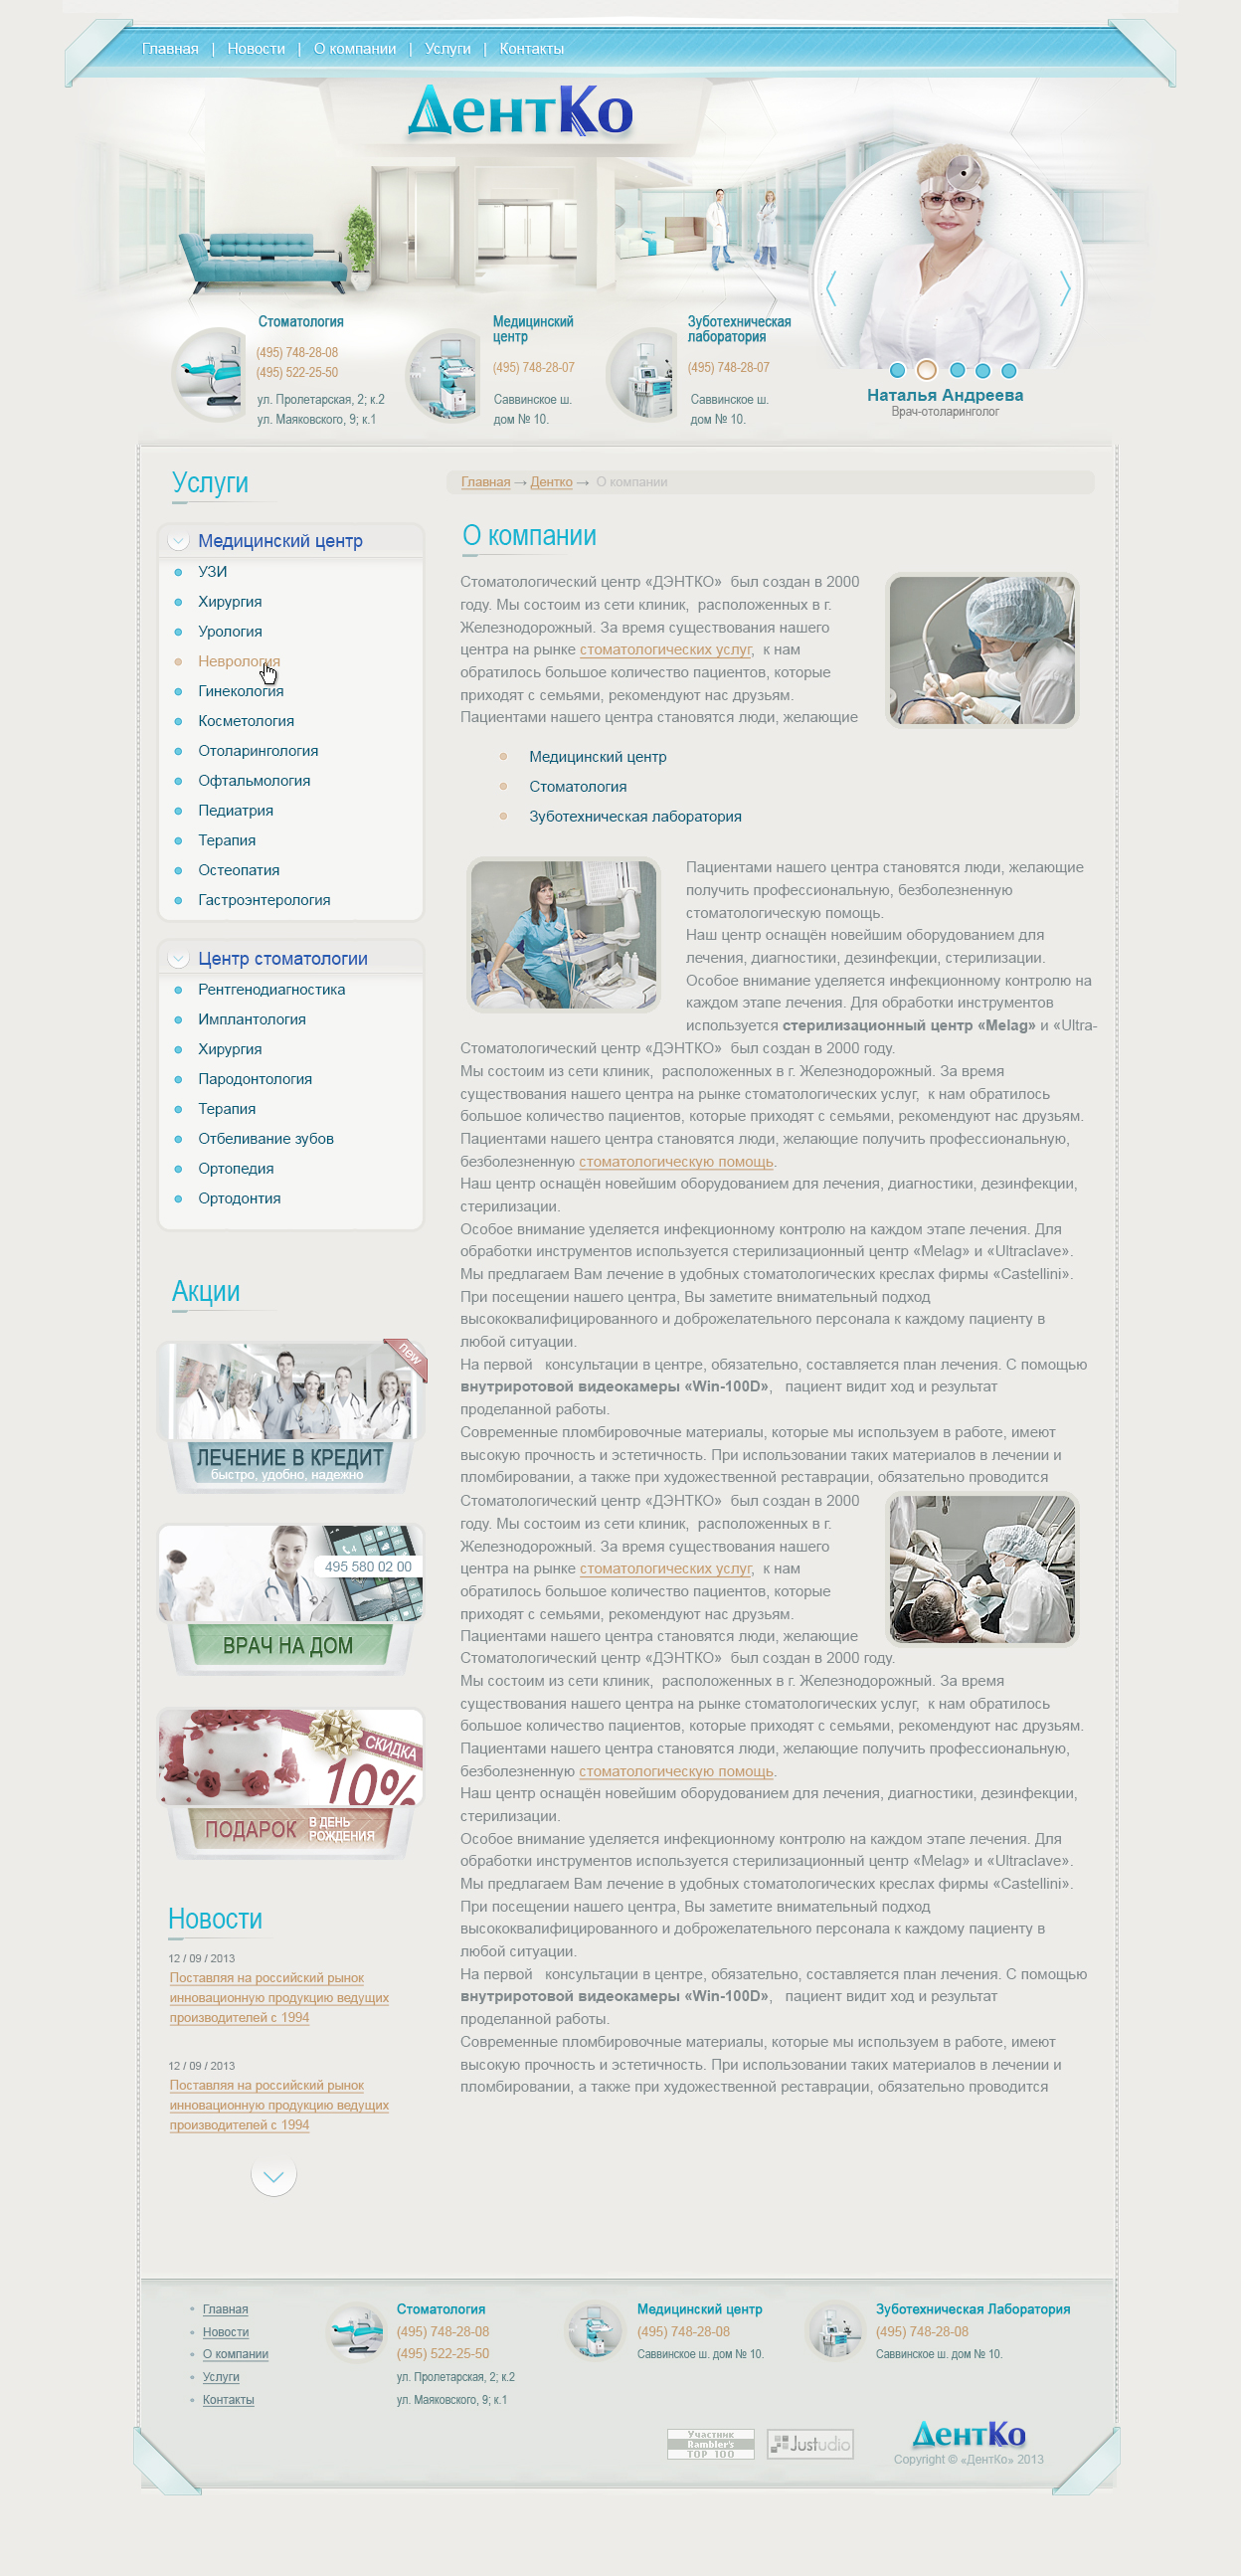 Главная | Новости | О компании | Услуги | Контакты
ДентКо
Стоматология
(495) 748-28-08
(495) 522-25-50
ул. Пролетарская, 2; к.2
ул. Маяковского, 9; к.1
Медицинский
центр
(495) 748-28-07
Саввинское ш.
дом № 10.
Зуботехническая
лаборатория
(495) 748-28-07
Саввинское ш.
дом № 10.
Наталья Андреева
Врач-отоларинголог
Услуги
Медицинский центр
УЗИ
Хирургия
Урология
Неврология
Гинекология
Косметология
Отоларингология
Офтальмология
Педиатрия
Терапия
Остеопатия
Гастроэнтерология
Центр стоматологии
Рентгенодиагностика
Имплантология
Хирургия
Пародонтология
Терапия
Отбеливание зубов
Ортопедия
Ортодонтия
Акции
new
ЛЕЧЕНИЕ В КРЕДИТ
быстро, удобно, надежно
495 580 02 00
ВРАЧ НА ДОМ
СКИДКА
10%
ПОДАРОК
В ДЕНЬ
РОЖДЕНИЯ
Новости
12 / 09 / 2013
Поставляя на российский рынок
инновационную продукцию ведущих
производителей с 1994
12 / 09 / 2013
Поставляя на российский рынок
инновационную продукцию ведущих
производителей с 1994
Главная → Дентко → О компании
О компании
Стоматологический центр «ДЭНТКО» был создан в 2000
году. Мы состоим из сети клиник, расположенных в г.
Железнодорожный. За время существования нашего
центра на рынке стоматологических услуг, к нам
обратилось большое количество пациентов, которые
приходят с семьями, рекомендуют нас друзьям.
Пациентами нашего центра становятся люди, желающие
Медицинский центр
Стоматология
Зуботехническая лаборатория
Пациентами нашего центра становятся люди, желающие
получить профессиональную, безболезненную
стоматологическую помощь.
Наш центр оснащён новейшим оборудованием для
лечения, диагностики, дезинфекции, стерилизации.
Особое внимание уделяется инфекционному контролю на
каждом этапе лечения. Для обработки инструментов
используется стерилизационный центр «Melag» и «Ultra-
Стоматологический центр «ДЭНТКО» был создан в 2000 году.
Мы состоим из сети клиник, расположенных в г. Железнодорожный. За время
существования нашего центра на рынке стоматологических услуг, к нам обратилось
большое количество пациентов, которые приходят с семьями, рекомендуют нас друзьям.
Пациентами нашего центра становятся люди, желающие получить профессиональную,
безболезненную стоматологическую помощь.
Наш центр оснащён новейшим оборудованием для лечения, диагностики, дезинфекции,
стерилизации.
Особое внимание уделяется инфекционному контролю на каждом этапе лечения. Для
обработки инструментов используется стерилизационный центр «Melag» и «Ultraclave».
Мы предлагаем Вам лечение в удобных стоматологических креслах фирмы «Castellini».
При посещении нашего центра, Вы заметите внимательный подход
высококвалифицированного и доброжелательного персонала к каждому пациенту в
любой ситуации.
На первой консультации в центре, обязательно, составляется план лечения. С помощью
внутриротовой видеокамеры «Win-100D», пациент видит ход и результат
проделанной работы.
Современные пломбировочные материалы, которые мы используем в работе, имеют
высокую прочность и эстетичность. При использовании таких материалов в лечении и
пломбировании, а также при художественной реставрации, обязательно проводится
Стоматологический центр «ДЭНТКО» был создан в 2000
году. Мы состоим из сети клиник, расположенных в г.
Железнодорожный. За время существования нашего
центра на рынке стоматологических услуг, к нам
обратилось большое количество пациентов, которые
приходят с семьями, рекомендуют нас друзьям.
Пациентами нашего центра становятся люди, желающие
Стоматологический центр «ДЭНТКО» был создан в 2000 году.
Мы состоим из сети клиник, расположенных в г. Железнодорожный. За время
существования нашего центра на рынке стоматологических услуг, к нам обратилось
большое количество пациентов, которые приходят с семьями, рекомендуют нас друзьям.
Пациентами нашего центра становятся люди, желающие получить профессиональную,
безболезненную стоматологическую помощь.
Наш центр оснащён новейшим оборудованием для лечения, диагностики, дезинфекции,
стерилизации.
Особое внимание уделяется инфекционному контролю на каждом этапе лечения. Для
обработки инструментов используется стерилизационный центр «Melag» и «Ultraclave».
Мы предлагаем Вам лечение в удобных стоматологических креслах фирмы «Castellini».
При посещении нашего центра, Вы заметите внимательный подход
высококвалифицированного и доброжелательного персонала к каждому пациенту в
любой ситуации.
На первой консультации в центре, обязательно, составляется план лечения. С помощью
внутриротовой видеокамеры «Win-100D», пациент видит ход и результат
проделанной работы.
Современные пломбировочные материалы, которые мы используем в работе, имеют
высокую прочность и эстетичность. При использовании таких материалов в лечении и
пломбировании, а также при художественной реставрации, обязательно проводится
Главная
Новости
О компании
Услуги
Контакты
Стоматология
(495) 748-28-08
(495) 522-25-50
ул. Пролетарская, 2; к.2
ул. Маяковского, 9; к.1
Медицинский центр
(495) 748-28-08
Саввинское ш. дом № 10.
Зуботехническая Лаборатория
(495) 748-28-08
Саввинское ш. дом № 10.
Участник
Rambler's
TOP 100
Justudio
ДентКо
Copyright © «ДентКо» 2013